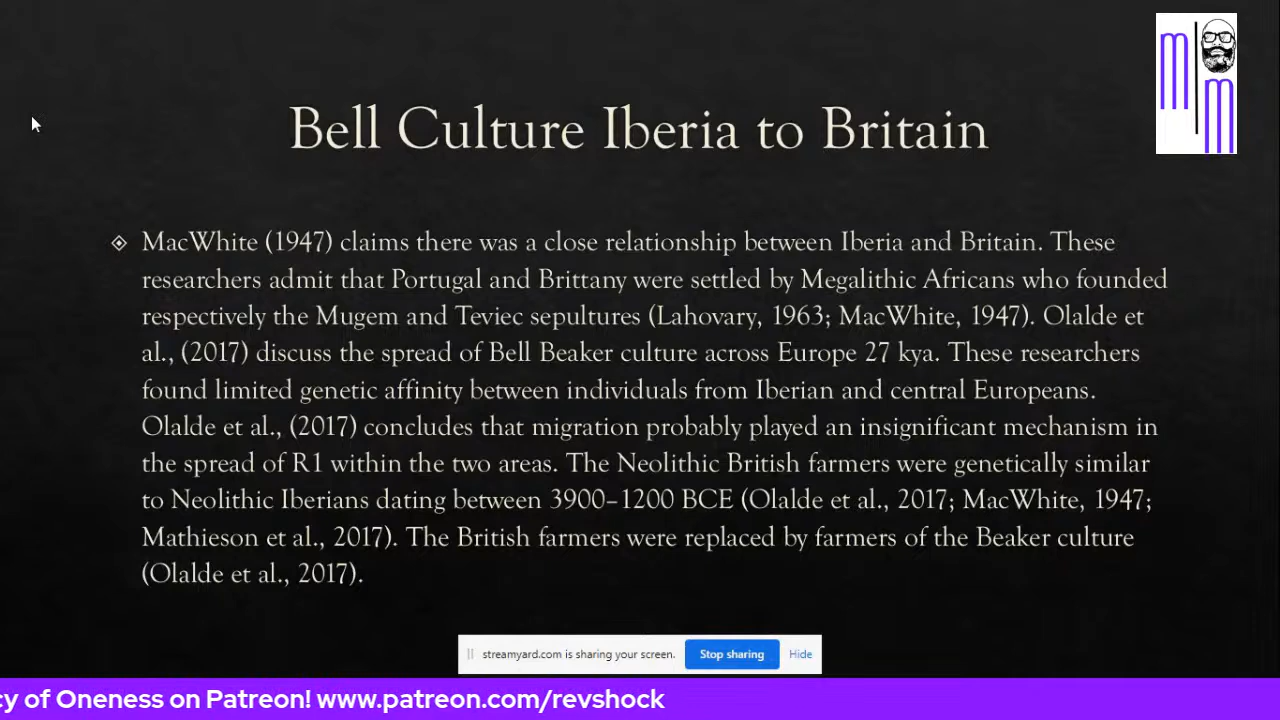 Bell Culture Iberia to Britain
MacWhite (1947) claims there was a close relationship between Iberia and Britain. These
researchers admit that Portugal and Brittany were settled by Megalithic Africans who founded
respectively the Mugem and Teviec sepultures (Lahovary, 1963; MacWhite, 1947). Olalde et
al., (2017) discuss the spread of Bell Beaker culture across Europe 27 kya. These researchers
found limited genetic affinity between individuals from Iberian and central Europeans.
Olalde et al., (2017) concludes that migration probably played an insignificant mechanism in
the spread of R1 within the two areas. The Neolithic British farmers were genetically similar
to Neolithic Iberians dating between 3900–1200 BCE (Olalde et al., 2017; MacWhite, 1947;
Mathieson et al., 2017). The British farmers were replaced by farmers of the Beaker culture
(Olalde et al., 2017).
streamyard.com is sharing your screen. Stop sharing Hide
cy of Oneness on Patreon! www.patreon.com/revshock